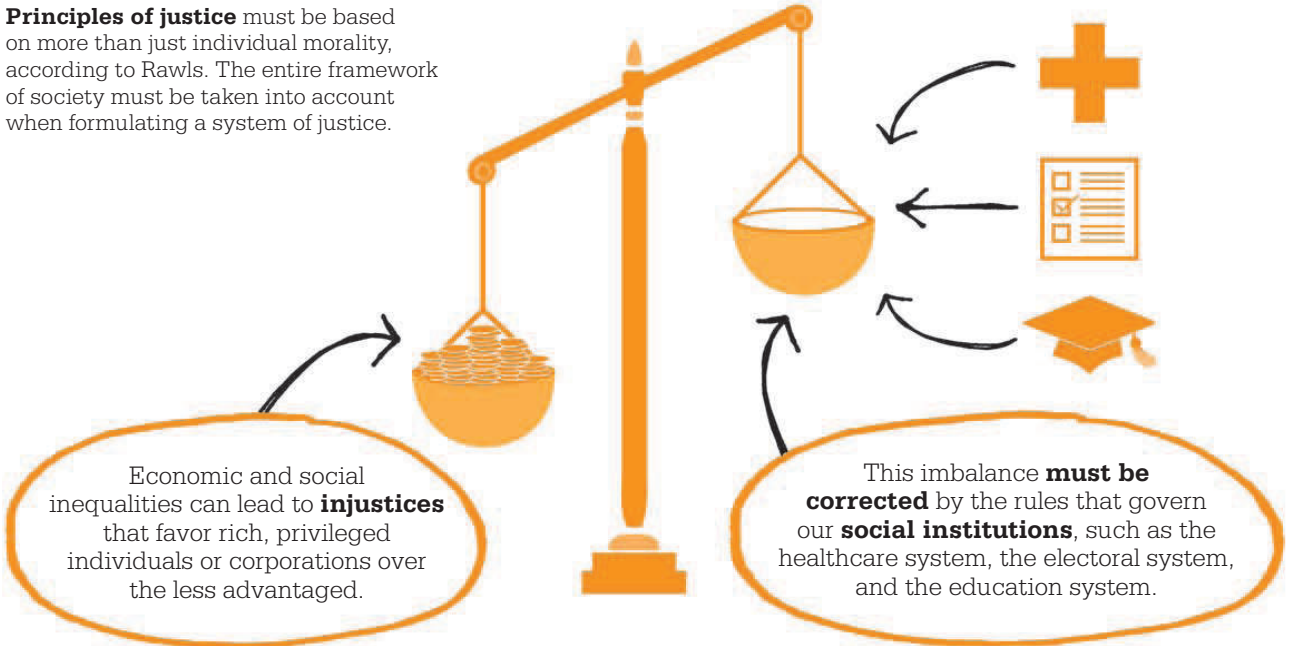 Principles of justice must be based
on more than just individual morality,
according to Rawls. The entire framework
of society must be taken into account
when formulating a system of justice.
Economic and social
inequalities can lead to injustices
that favor rich, privileged
individuals or corporations over
the less advantaged.
This imbalance must be
corrected by the rules that govern
our social institutions, such as the
healthcare system, the electoral system,
and the education system.